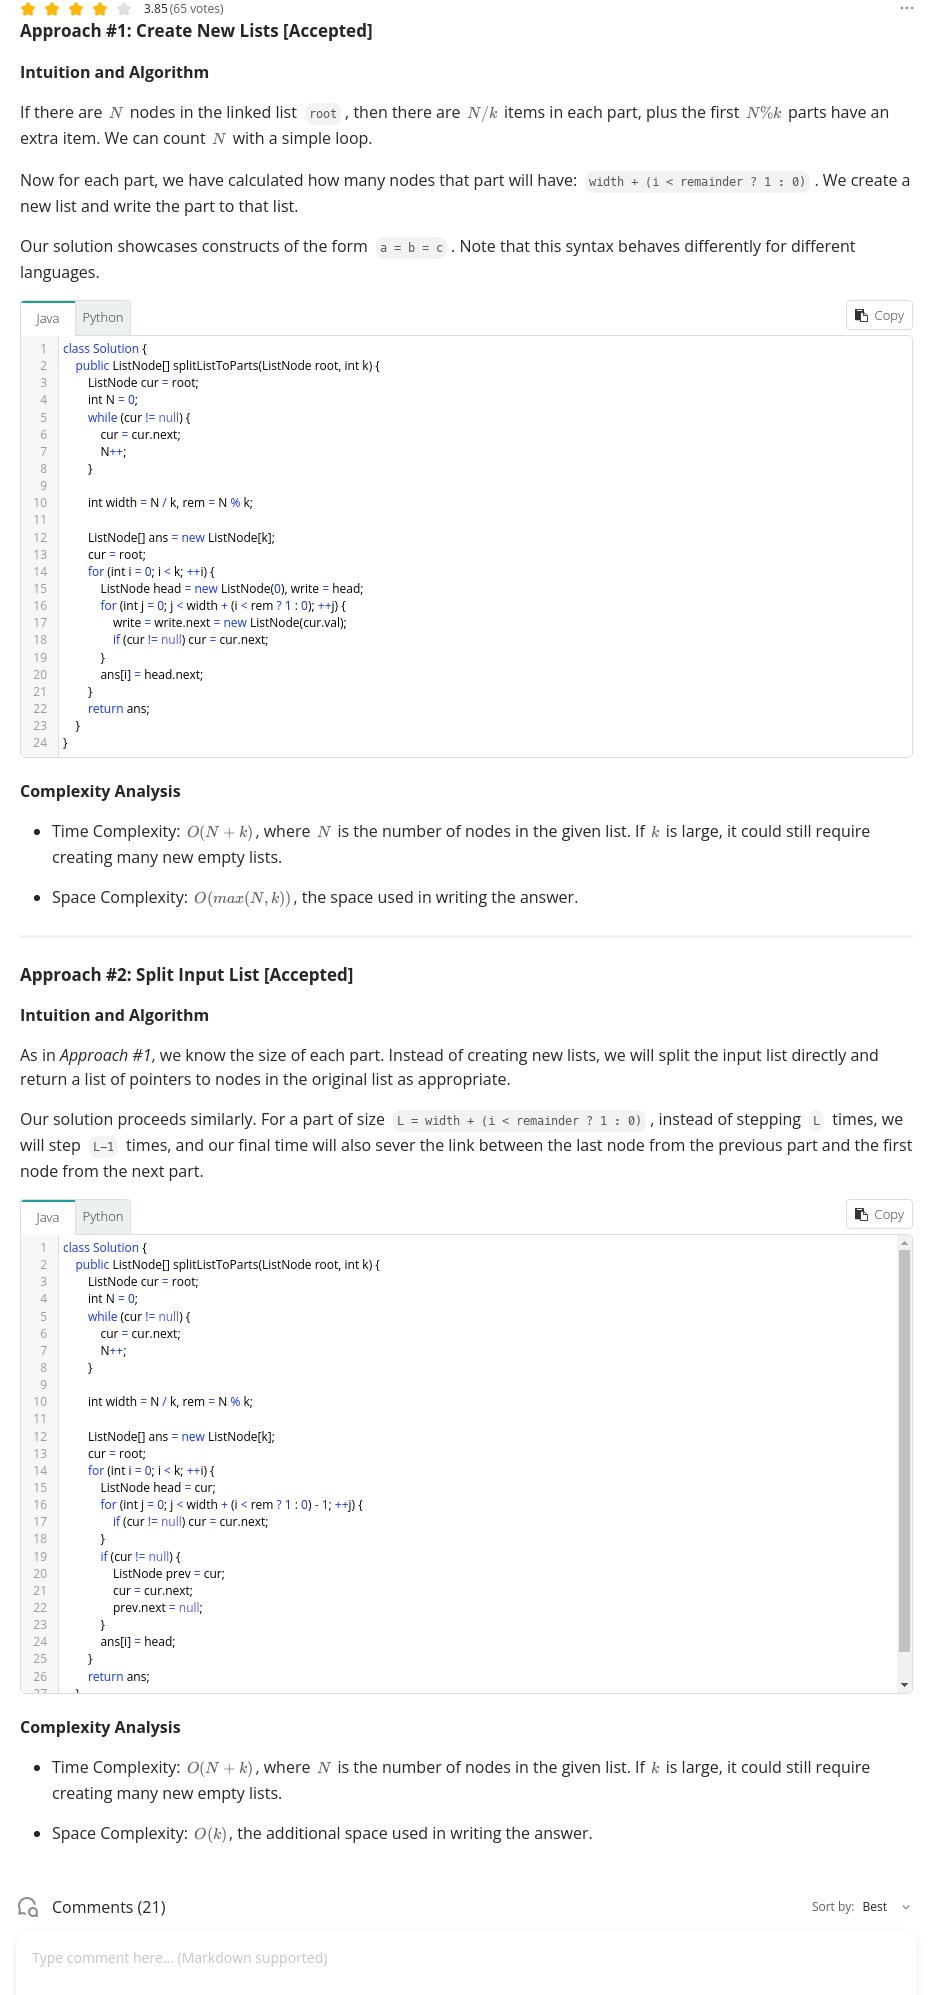 3.85 (65 votes)
Approach #1: Create New Lists [Accepted]
Intuition and Algorithm
If there are N nodes in the linked list root , then there are N/k items in each part, plus the first N%k parts have an
extra item. We can count N with a simple loop.
Now for each part, we have calculated how many nodes that part will have: width + (i < remainder ? 1 : 0) . We create a
new list and write the part to that list.
Our solution showcases constructs of the form a = b = c . Note that this syntax behaves differently for different
languages.
Java Python Copy
1 class Solution {
2 public ListNode[] splitListToParts(ListNode root, int k) {
3 ListNode cur = root;
4 int N = 0;
5 while (cur != null) {
6 cur = cur.next;
7 N++;
8 }
9
10 int width = N / k, rem = N % k;
11
12 ListNode[] ans = new ListNode[k];
13 cur = root;
14 for (int i = 0; i < k; ++i) {
15 ListNode head = new ListNode(0), write = head;
16 for (int j = 0; j < width + (i < rem ? 1 : 0); ++j) {
17 write = write.next = new ListNode(cur.val);
18 if (cur != null) cur = cur.next;
19 }
20 ans[i] = head.next;
21 }
22 return ans;
23 }
24 }
Complexity Analysis
• Time Complexity: O(N + k), where N is the number of nodes in the given list. If k is large, it could still require
creating many new empty lists.
• Space Complexity: O(max(N, k)), the space used in writing the answer.
Approach #2: Split Input List [Accepted]
Intuition and Algorithm
As in Approach #1, we know the size of each part. Instead of creating new lists, we will split the input list directly and
return a list of pointers to nodes in the original list as appropriate.
Our solution proceeds similarly. For a part of size L = width + (i < remainder ? 1 : 0) , instead of stepping L times, we
will step L-1 times, and our final time will also sever the link between the last node from the previous part and the first
node from the next part.
Java Python Copy
1 class Solution {
2 public ListNode[] splitListToParts(ListNode root, int k) {
3 ListNode cur = root;
4 int N = 0;
5 while (cur != null) {
6 cur = cur.next;
7 N++;
8 }
9
10 int width = N / k, rem = N % k;
11
12 ListNode[] ans = new ListNode[k];
13 cur = root;
14 for (int i = 0; i < k; ++i) {
15 ListNode head = cur;
16 for (int j = 0; j < width + (i < rem ? 1 : 0) - 1; ++j) {
17 if (cur != null) cur = cur.next;
18 }
19 if (cur != null) {
20 ListNode prev = cur;
21 cur = cur.next;
22 prev.next = null;
23 }
24 ans[i] = head;
25 }
26 return ans;
27 }
Complexity Analysis
• Time Complexity: O(N + k), where N is the number of nodes in the given list. If k is large, it could still require
creating many new empty lists.
• Space Complexity: O(k), the additional space used in writing the answer.
Comments (21) Sort by: Best
Type comment here... (Markdown supported)